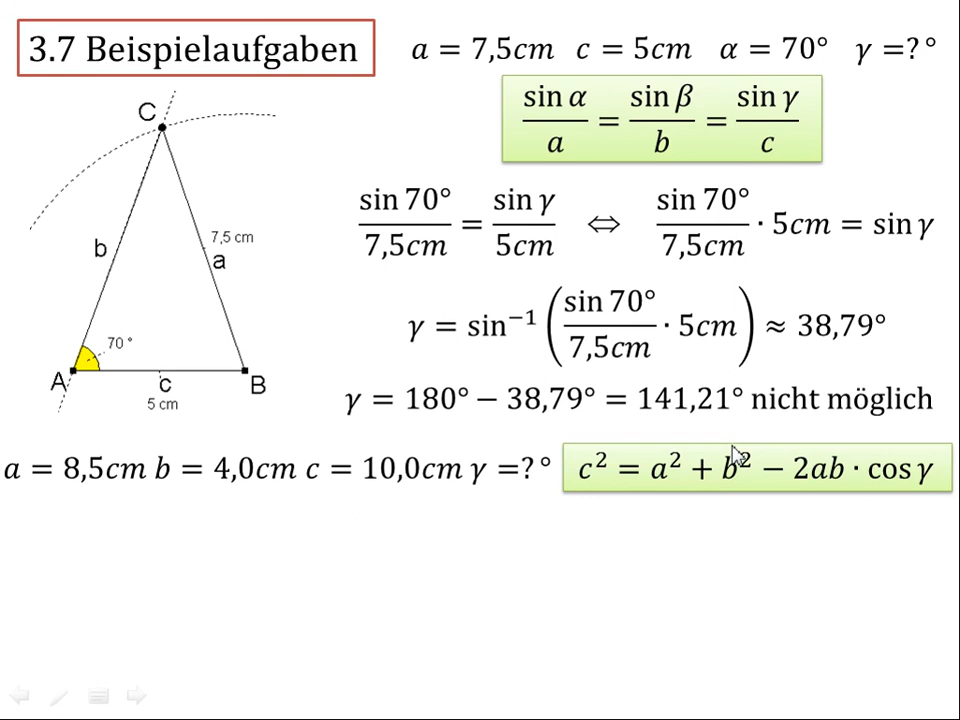 3.7 Beispielaufgaben
a = 7,5cm c = 5cm α = 70° γ =?°
sin α / a = sin β / b = sin γ / c
C
b
7,5 cm
a
70 °
A
c
B
5 cm
sin 70° / 7,5cm = sin γ / 5cm ⇔ sin 70° / 7,5cm · 5cm = sin γ
γ = sin⁻¹ (sin 70° / 7,5cm · 5cm) ≈ 38,79°
γ = 180° − 38,79° = 141,21° nicht möglich
a = 8,5cm b = 4,0cm c = 10,0cm γ =?° c² = a² + b² − 2ab · cos γ